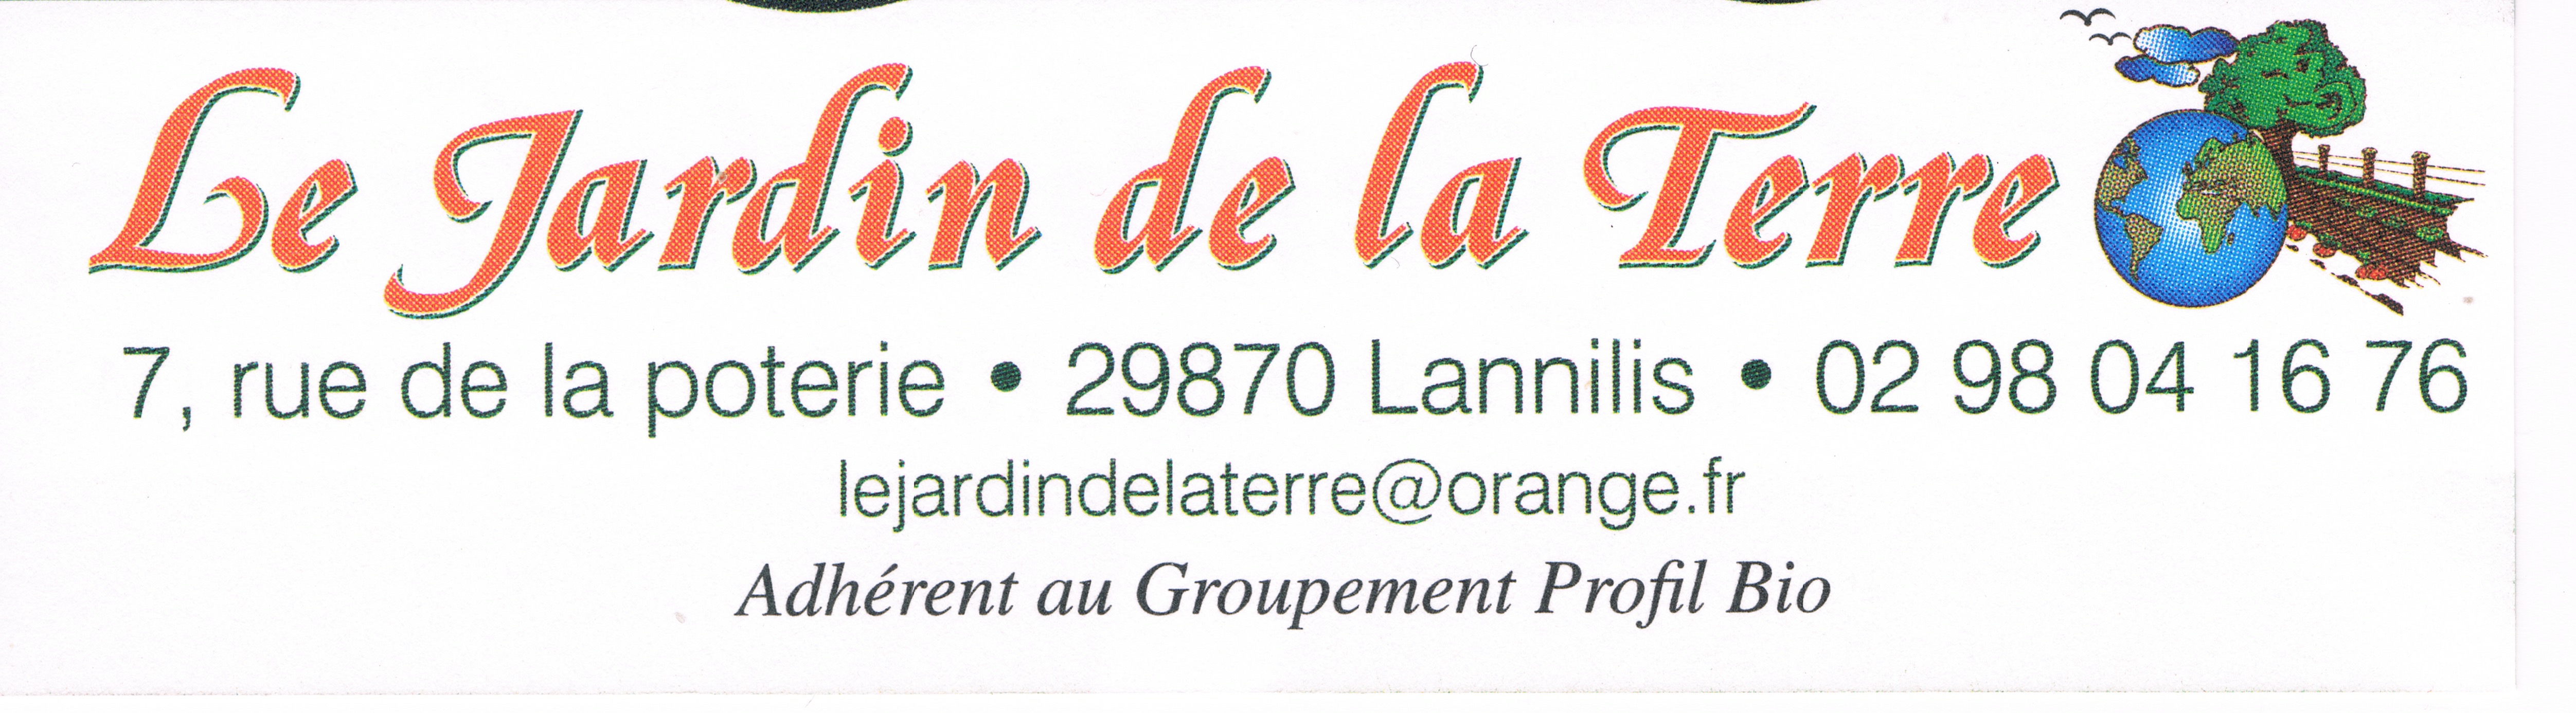 Le Jardin de la Terre
7, rue de la poterie • 29870 Lannilis • 02 98 04 16 76
lejardindelaterre@orange.fr
Adhérent au Groupement Profil Bio